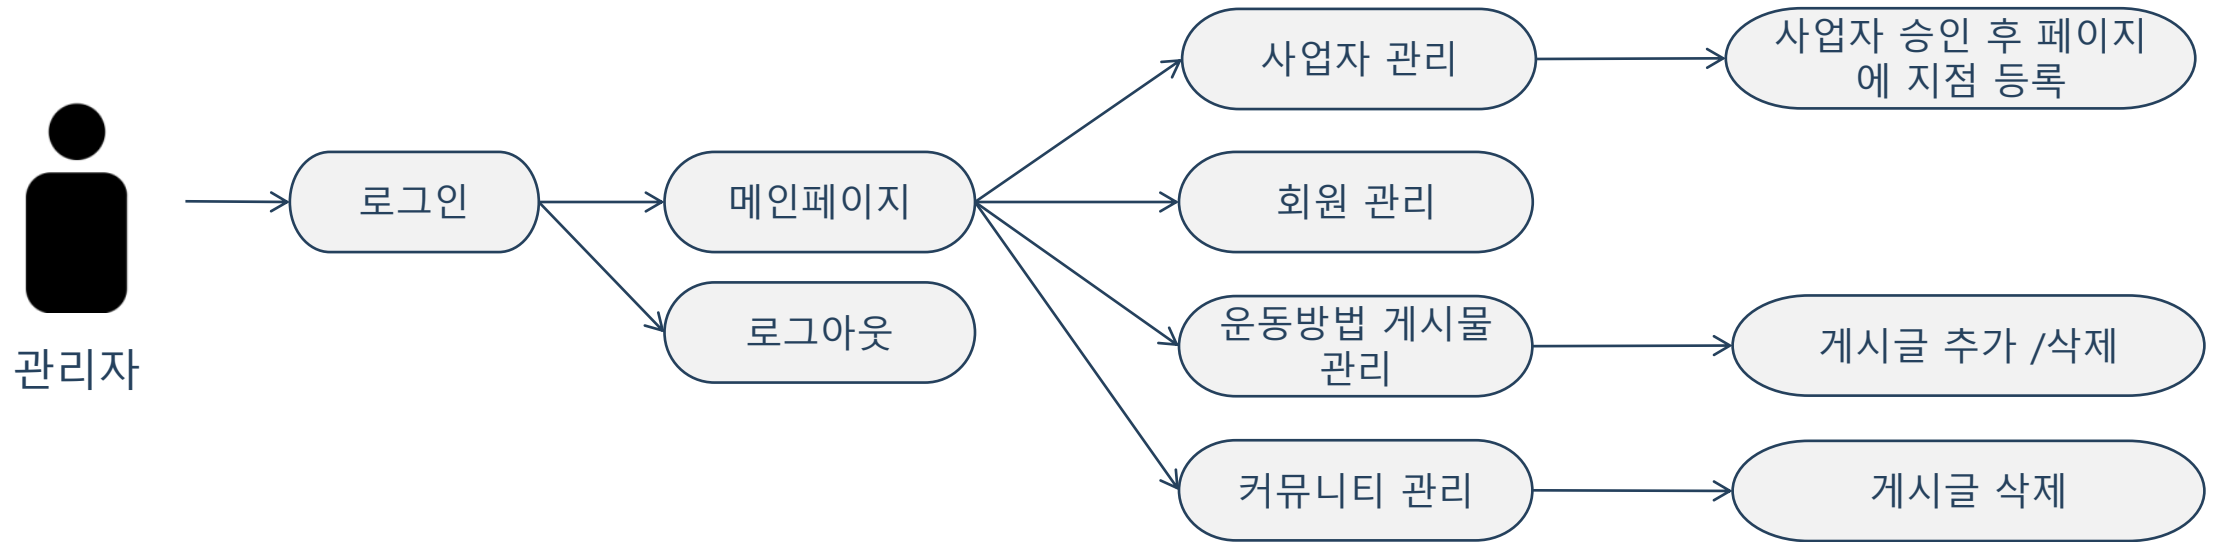 사업자 관리
사업자 승인 후 페이지
에 지점 등록
로그인
메인페이지
회원 관리
로그아웃
운동방법 게시물
관리
게시글 추가 /삭제
관리자
커뮤니티 관리
게시글 삭제